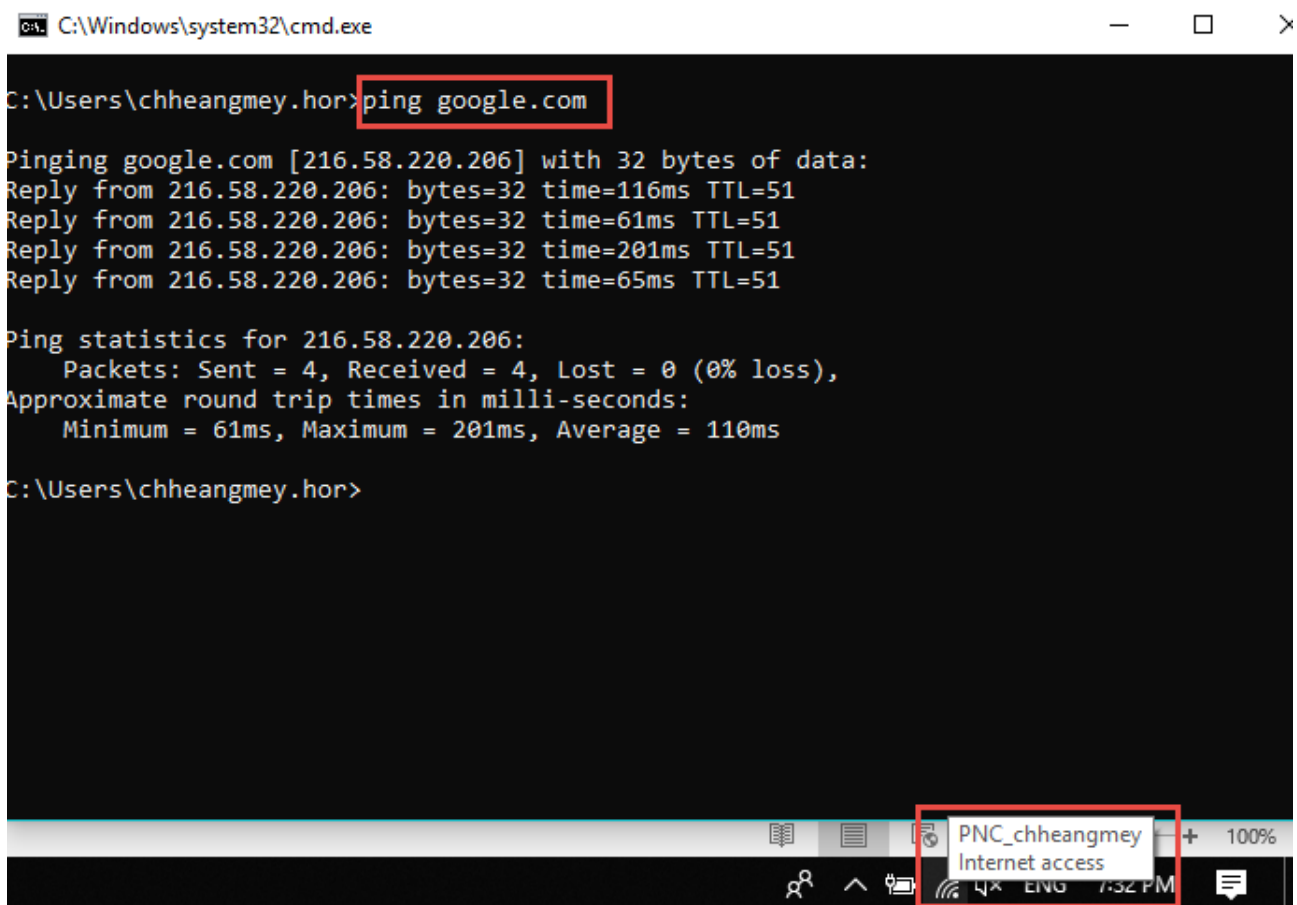 C:\Windows\system32\cmd.exe
C:\Users\chheangmey.hor>ping google.com
Pinging google.com [216.58.220.206] with 32 bytes of data:
Reply from 216.58.220.206: bytes=32 time=116ms TTL=51
Reply from 216.58.220.206: bytes=32 time=61ms TTL=51
Reply from 216.58.220.206: bytes=32 time=201ms TTL=51
Reply from 216.58.220.206: bytes=32 time=65ms TTL=51
Ping statistics for 216.58.220.206:
Packets: Sent = 4, Received = 4, Lost = 0 (0% loss),
Approximate round trip times in milli-seconds:
Minimum = 61ms, Maximum = 201ms, Average = 110ms
C:\Users\chheangmey.hor>
PNC_chheangmey
Internet access
100%
ENG 7:32 PM